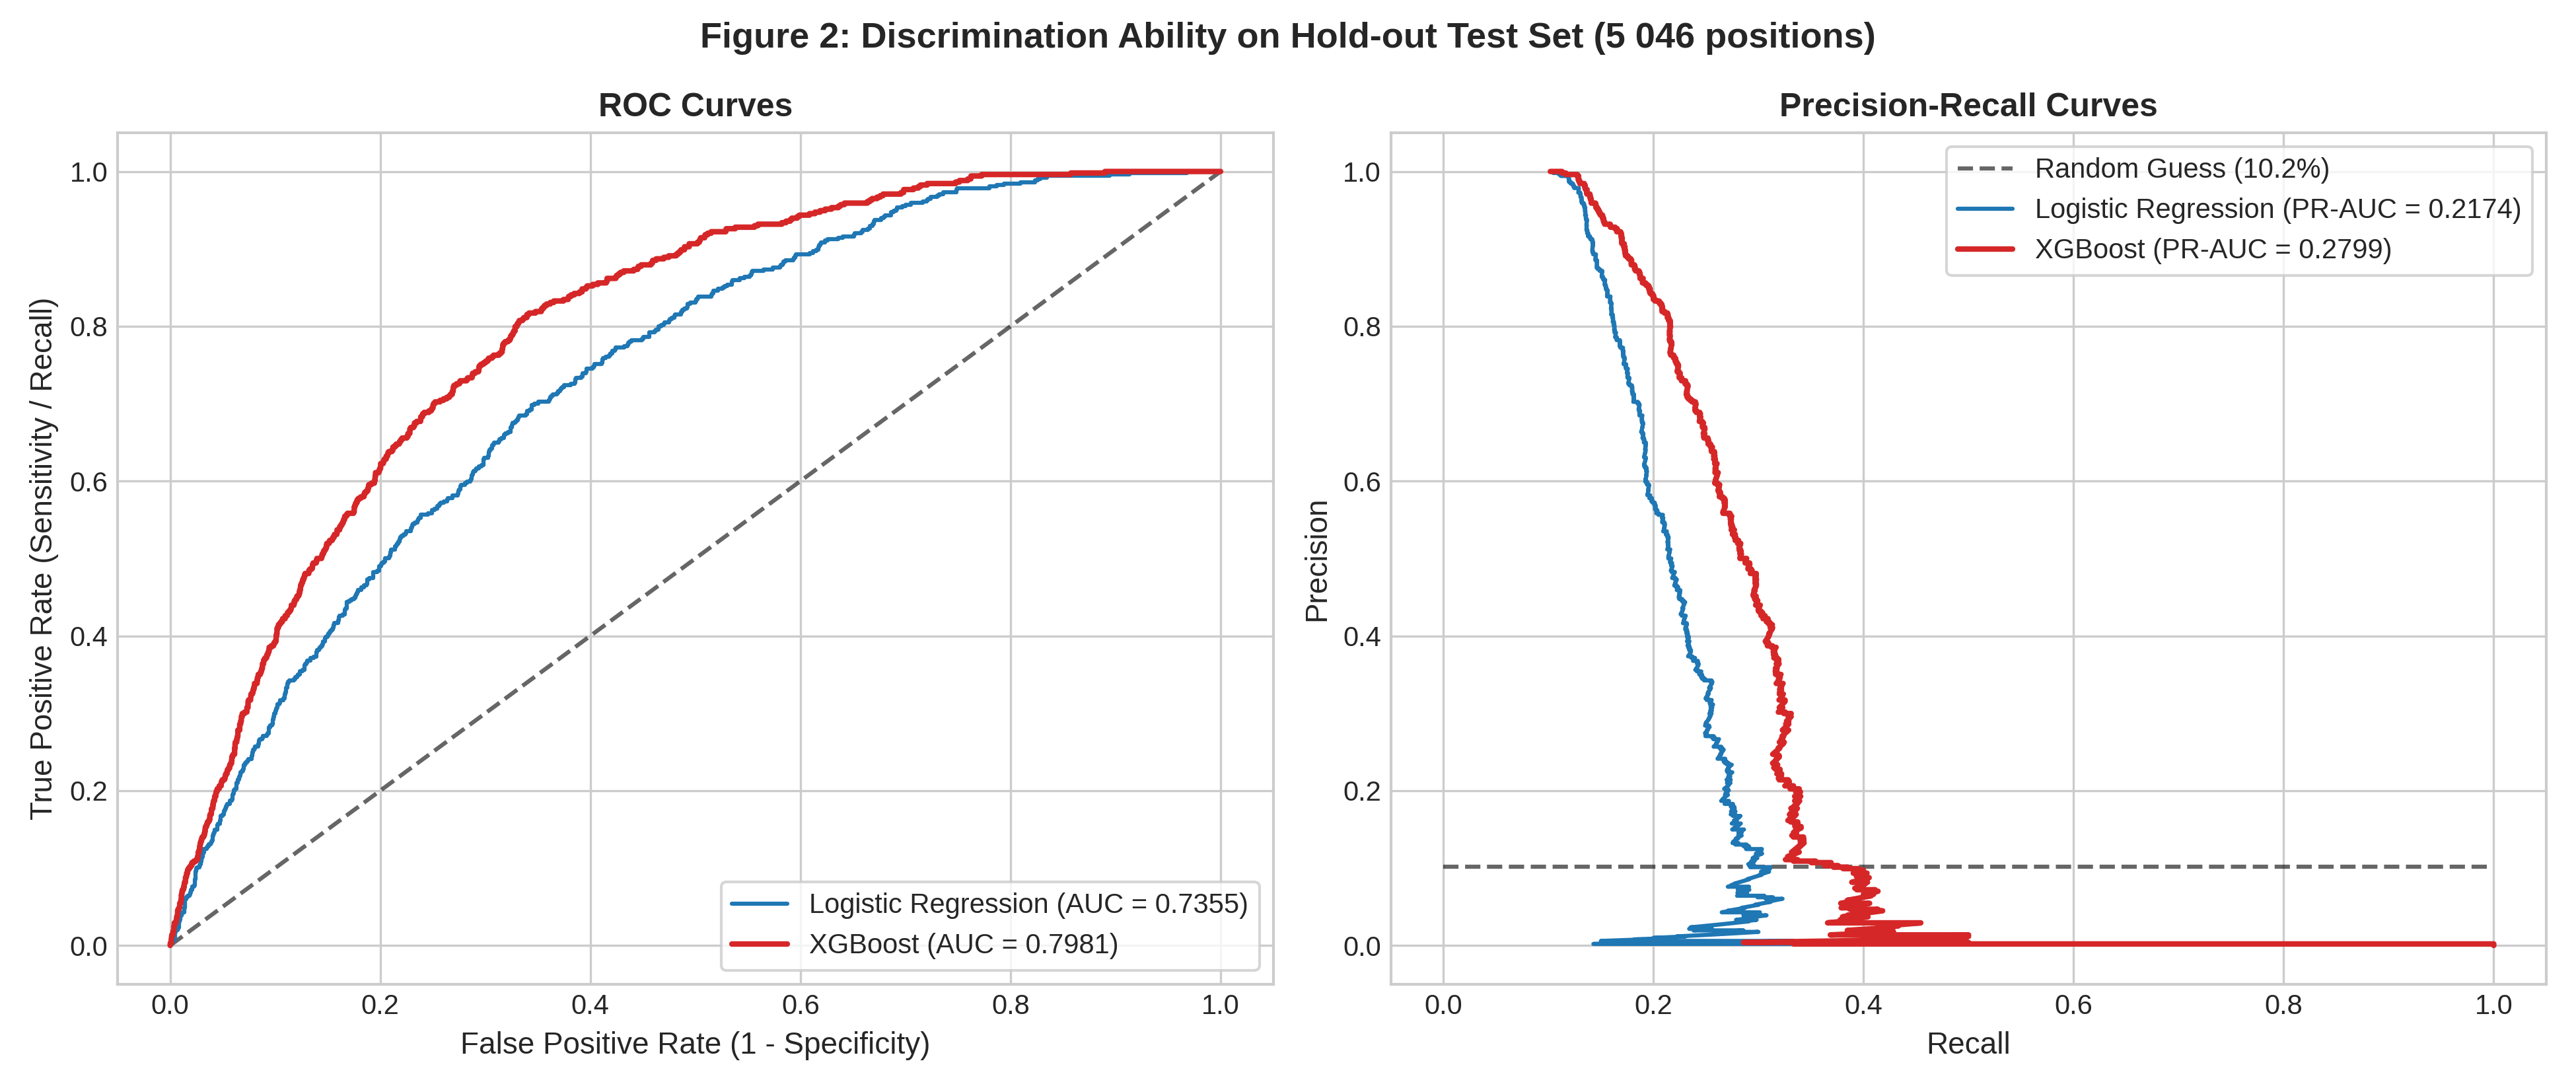 Figure 2: Discrimination Ability on Hold-out Test Set (5 046 positions)
ROC Curves
True Positive Rate (Sensitivity / Recall)
1.0
0.8
0.6
0.4
0.2
0.0
Logistic Regression (AUC = 0.7355)
XGBoost (AUC = 0.7981)
0.0 0.2 0.4 0.6 0.8 1.0
False Positive Rate (1 - Specificity)
Precision-Recall Curves
Precision
1.0
0.8
0.6
0.4
0.2
0.0
Random Guess (10.2%)
Logistic Regression (PR-AUC = 0.2174)
XGBoost (PR-AUC = 0.2799)
0.0 0.2 0.4 0.6 0.8 1.0
Recall